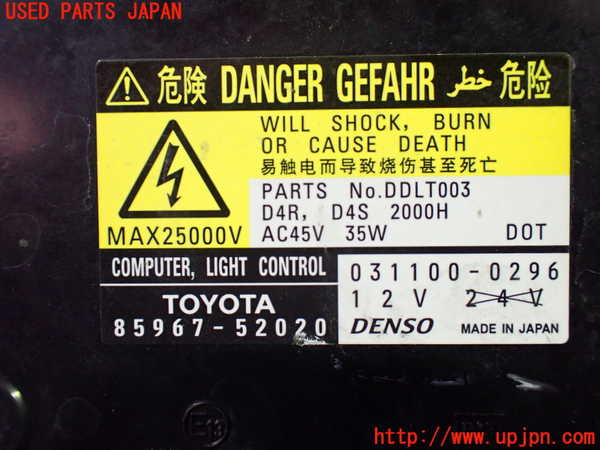 USED PARTS JAPAN
危険 DANGER GEFAHR خطر 危险
WILL SHOCK, BURN
OR CAUSE DEATH
易触电而导致烧伤甚至死亡
MAX25000V
PARTS No.DDLT003
D4R, D4S 2000H
AC45V 35W DOT
COMPUTER, LIGHT CONTROL
TOYOTA
85967-52020
031100-0296
12V 24V
DENSO MADE IN JAPAN
E13
http://www.upjpn.com/